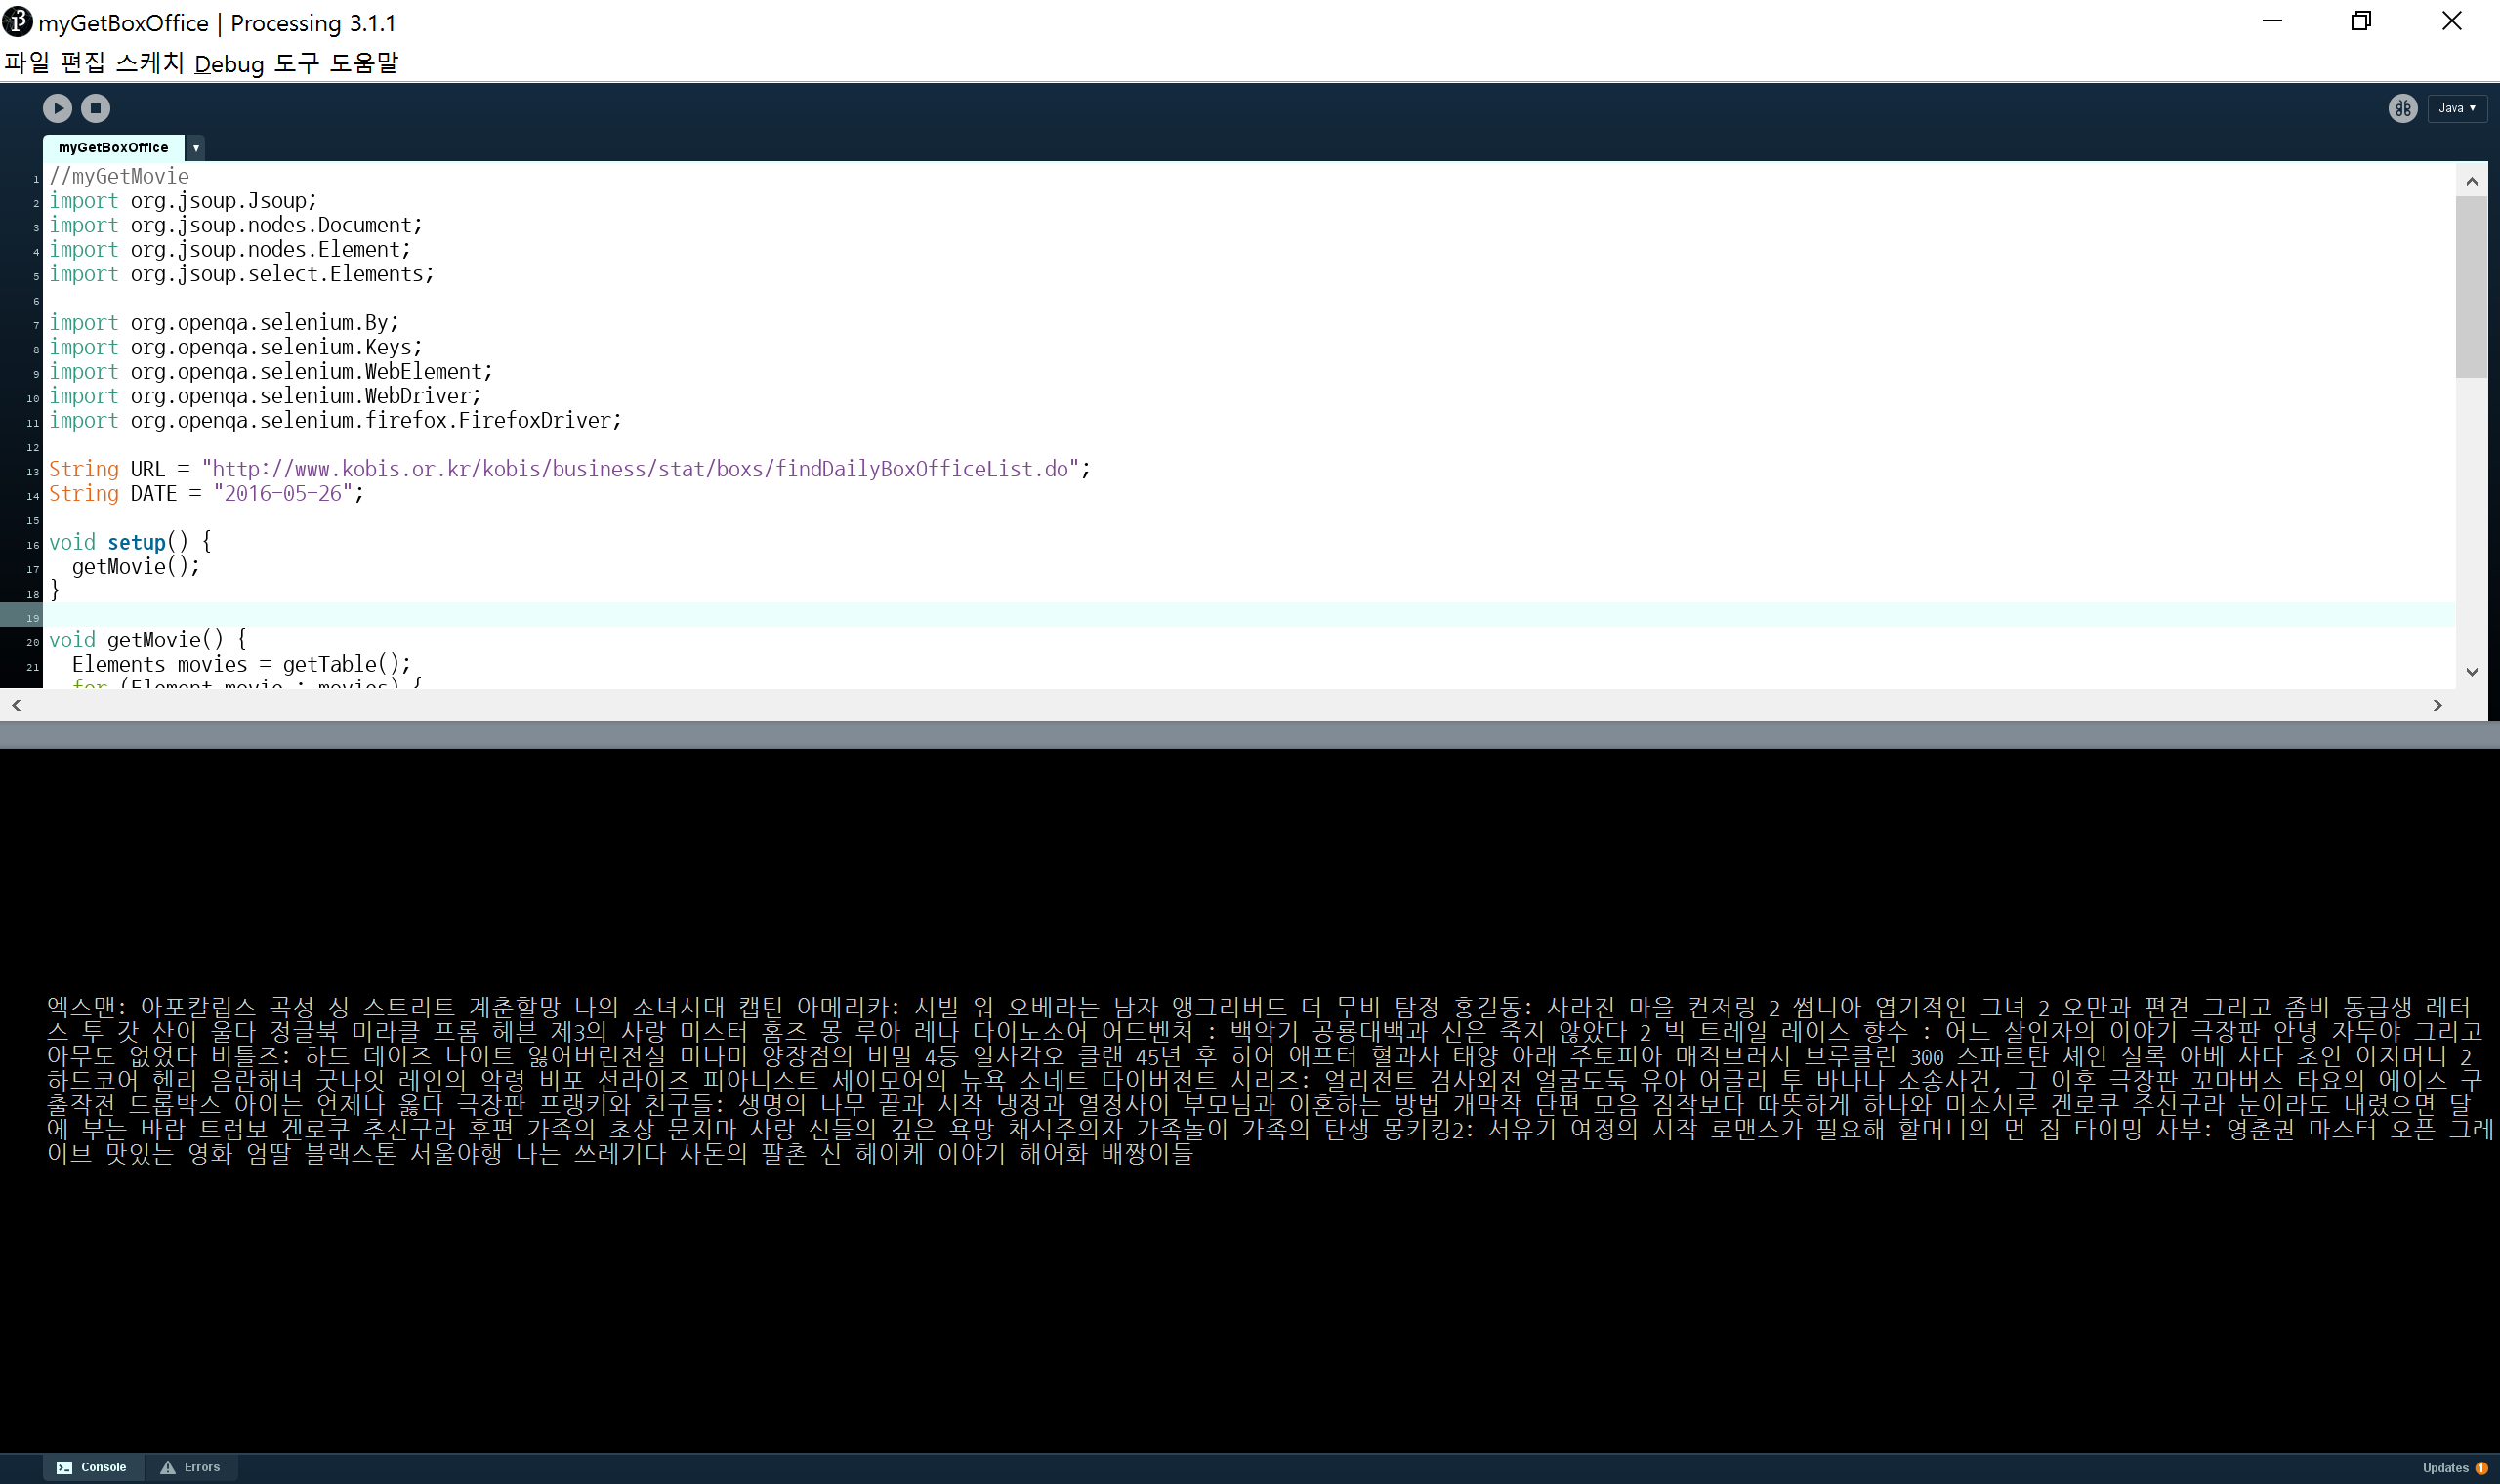 myGetBoxOffice | Processing 3.1.1
파일 편집 스케치 Debug 도구 도움말
Java
myGetBoxOffice
1 //myGetMovie
2 import org.jsoup.Jsoup;
3 import org.jsoup.nodes.Document;
4 import org.jsoup.nodes.Element;
5 import org.jsoup.select.Elements;
6
7 import org.openqa.selenium.By;
8 import org.openqa.selenium.Keys;
9 import org.openqa.selenium.WebElement;
10 import org.openqa.selenium.WebDriver;
11 import org.openqa.selenium.firefox.FirefoxDriver;
12
13 String URL = "http://www.kobis.or.kr/kobis/business/stat/boxs/findDailyBoxOfficeList.do";
14 String DATE = "2016-05-26";
15
16 void setup() {
17 getMovie();
18 }
19
20 void getMovie() {
21 Elements movies = getTable();
for (Element movie : movies) {
엑스맨: 아포칼립스 곡성 싱 스트리트 계춘할망 나의 소녀시대 캡틴 아메리카: 시빌 워 오베라는 남자 앵그리버드 더 무비 탐정 홍길동: 사라진 마을 컨저링 2 썸니아 엽기적인 그녀 2 오만과 편견 그리고 좀비 동급생 레터
스 투 갓 산이 울다 정글북 미라클 프롬 헤븐 제3의 사랑 미스터 홈즈 몽 루아 레나 다이노소어 어드벤처 : 백악기 공룡대백과 신은 죽지 않았다 2 빅 트레일 레이스 향수 : 어느 살인자의 이야기 극장판 안녕 자두야 그리고
아무도 없었다 비틀즈: 하드 데이즈 나이트 잃어버린전설 미나미 양장점의 비밀 4등 일사각오 클랜 45년 후 히어 애프터 혈과사 태양 아래 주토피아 매직브러시 브루클린 300 스파르탄 셰인 실록 아베 사다 초인 이지머니 2
하드코어 헨리 음란해녀 굿나잇 레인의 악령 비포 선라이즈 피아니스트 세이모어의 뉴욕 소네트 다이버전트 시리즈: 얼리전트 검사외전 얼굴도둑 유아 어글리 투 바나나 소송사건, 그 이후 극장판 꼬마버스 타요의 에이스 구
출작전 드롭박스 아이는 언제나 옳다 극장판 프랭키와 친구들: 생명의 나무 끝과 시작 냉정과 열정사이 부모님과 이혼하는 방법 개막작 단편 모음 짐작보다 따뜻하게 하나와 미소시루 겐로쿠 주신구라 눈이라도 내렸으면 달
에 부는 바람 트럼보 겐로쿠 추신구라 후편 가족의 초상 묻지마 사랑 신들의 깊은 욕망 채식주의자 가족놀이 가족의 탄생 몽키킹2: 서유기 여정의 시작 로맨스가 필요해 할머니의 먼 집 타이밍 사부: 영춘권 마스터 오픈 그레
이브 맛있는 영화 엄딸 블랙스톤 서울야행 나는 쓰레기다 사돈의 팔촌 신 헤이케 이야기 해어화 배짱이들
Console Errors Updates 1